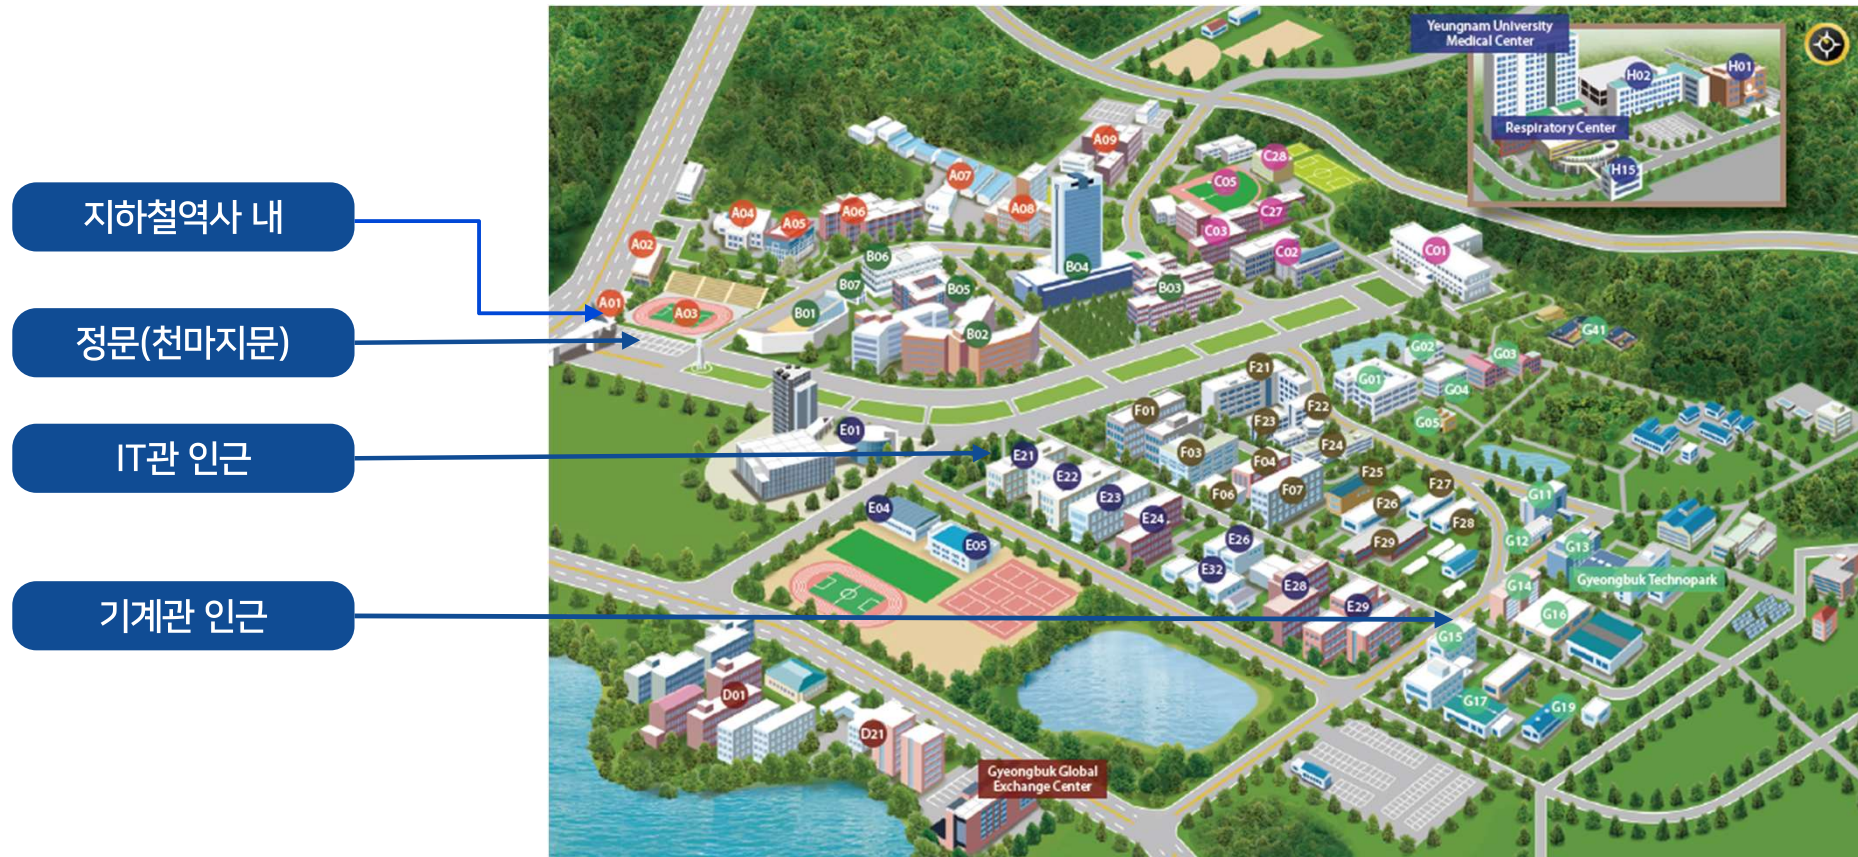 지하철역사 내
정문(천마지문)
IT관 인근
기계관 인근
Yeungnam University
Medical Center
H02
H01
Respiratory Center
H15
A09
A07
A08
A04
A05
A06
A02
A01
A03
C28
C05
C27
C03
C02
C01
B06
B07
B05
B04
B03
B01
B02
G41
G02
G03
G01
G04
G05
F21
F01
F22
F23
F24
F03
F04
F25
F06
F07
F26
F27
F28
F29
E01
E21
E22
E23
E24
E04
E05
E26
E32
E28
E29
G11
G12
G13
Gyeongbuk Technopark
G14
G16
G15
G17
G19
D01
D21
Gyeongbuk Global
Exchange Center